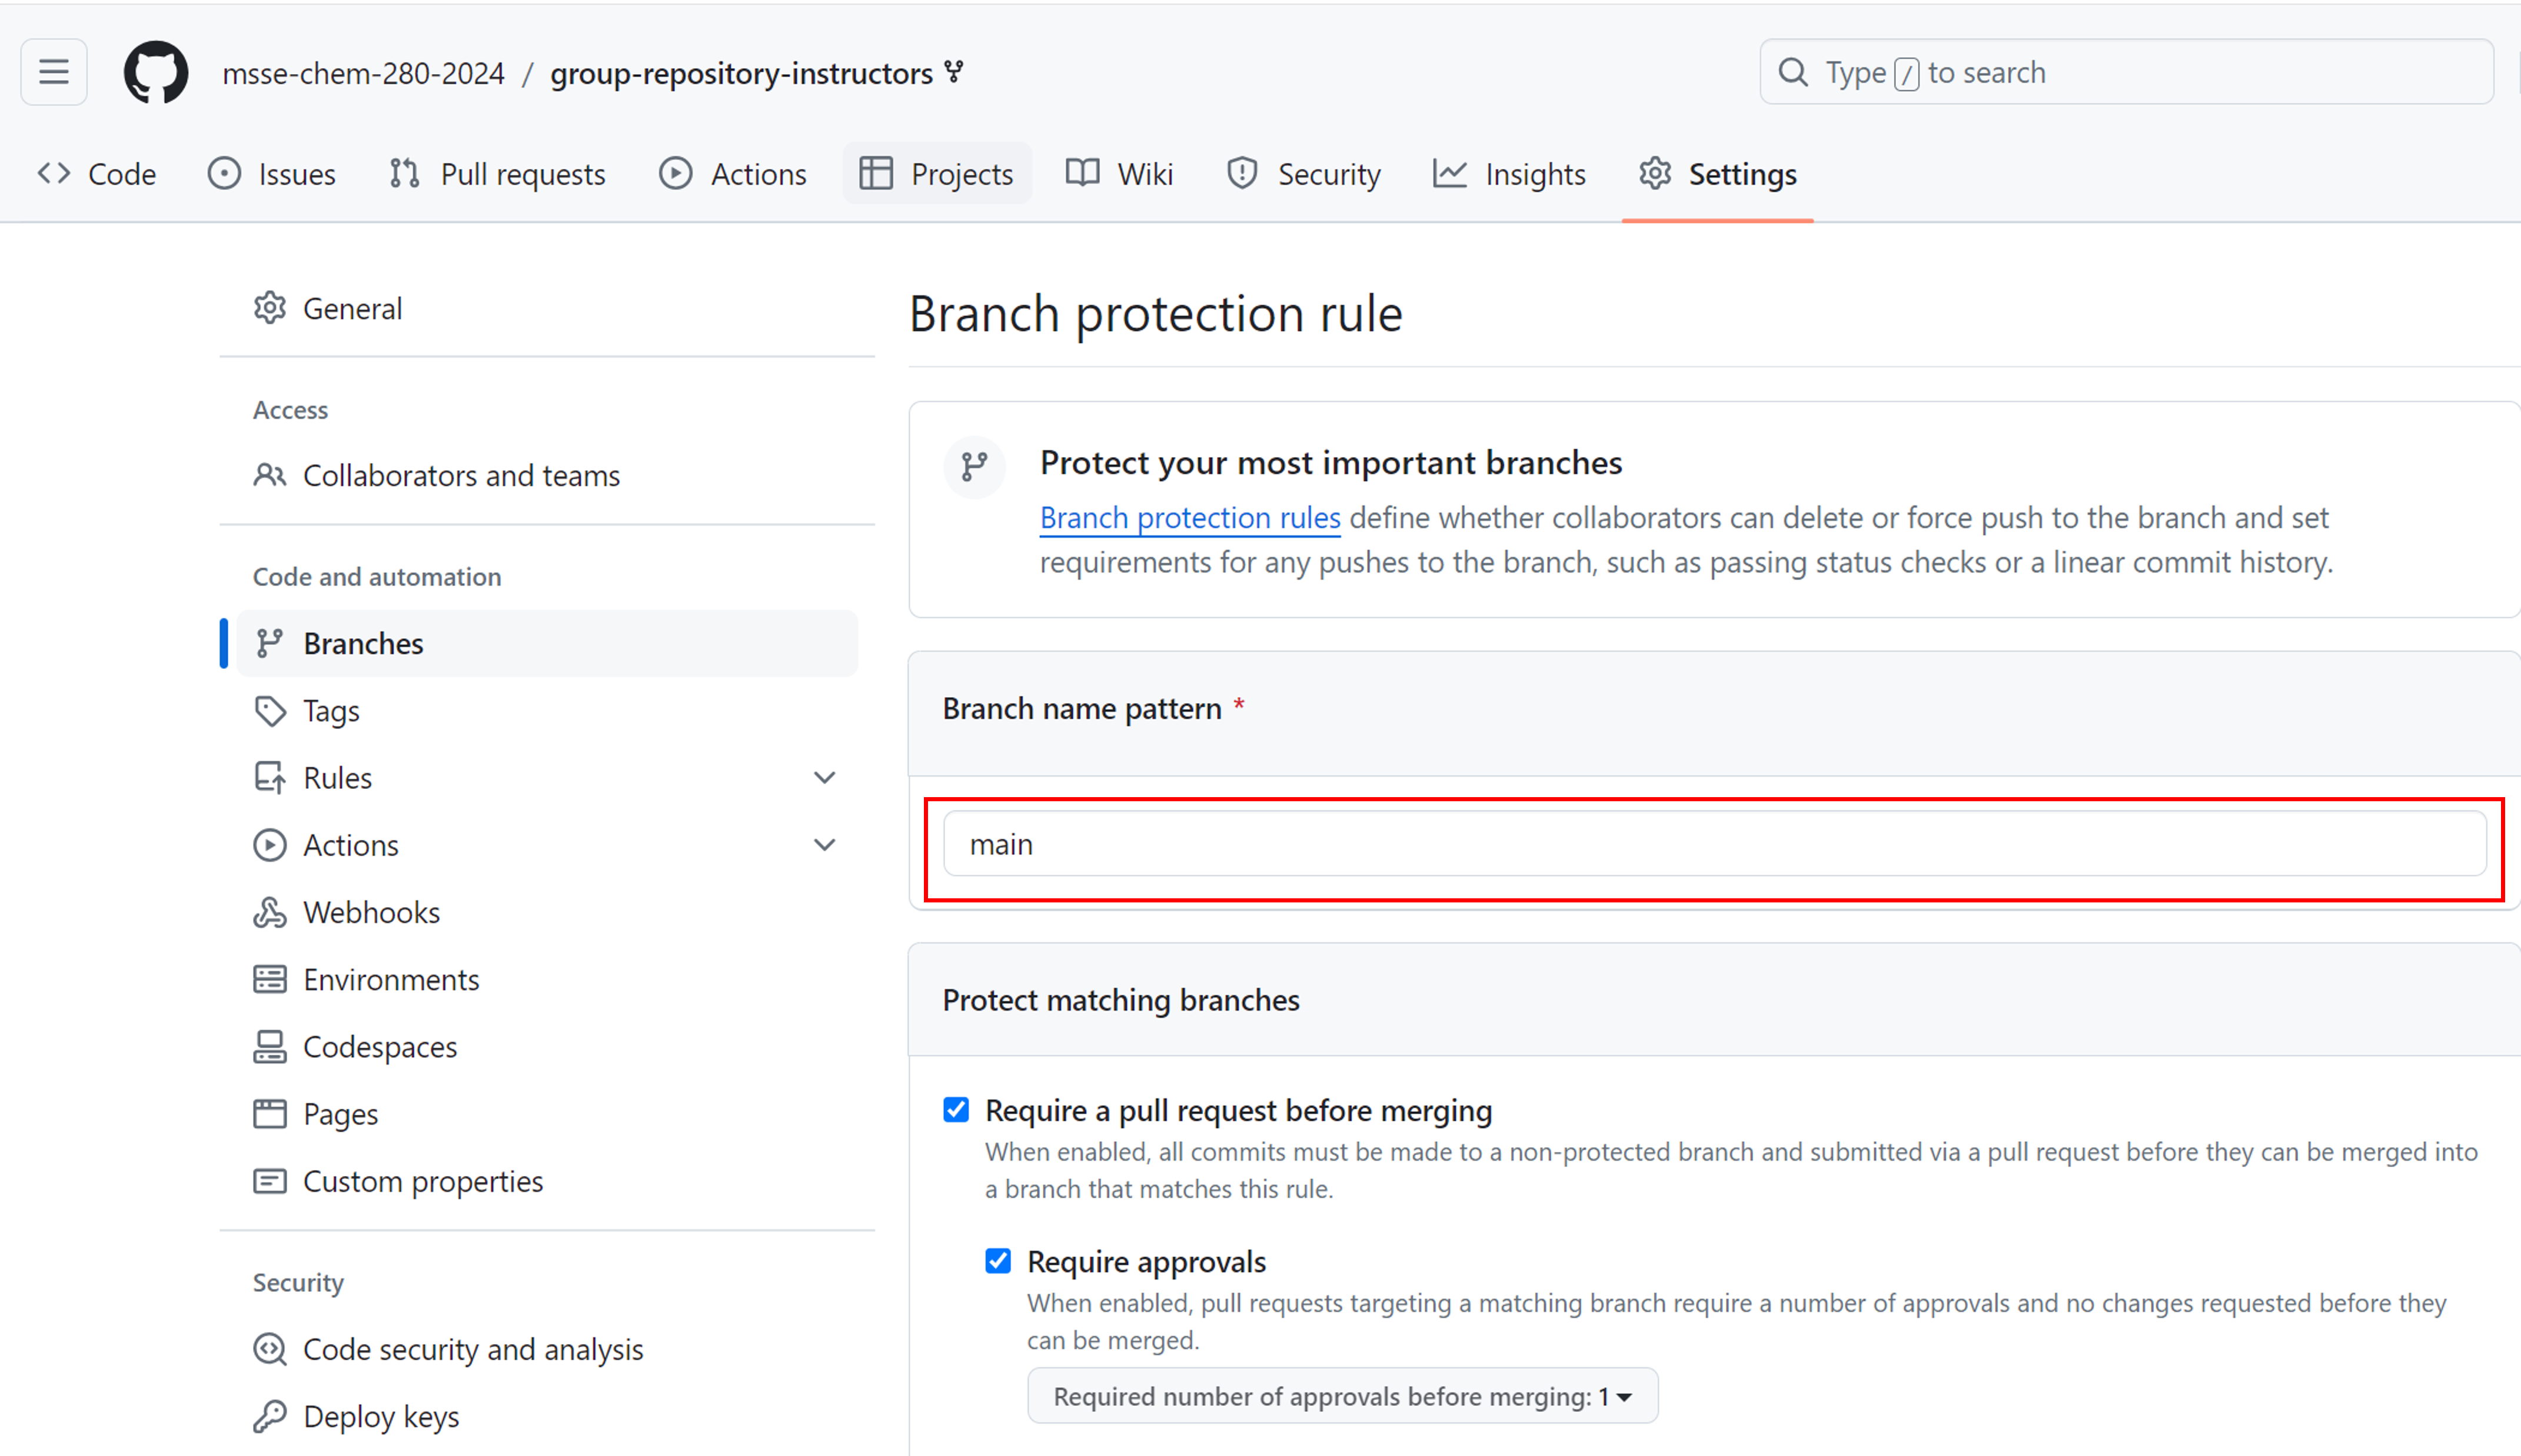 msse-chem-280-2024 / group-repository-instructors
Type / to search
Code Issues Pull requests Actions Projects Wiki Security Insights Settings
General
Access
Collaborators and teams
Code and automation
Branches
Tags
Rules
Actions
Webhooks
Environments
Codespaces
Pages
Custom properties
Security
Code security and analysis
Deploy keys
Branch protection rule
Protect your most important branches
Branch protection rules define whether collaborators can delete or force push to the branch and set
requirements for any pushes to the branch, such as passing status checks or a linear commit history.
Branch name pattern *
main
Protect matching branches
Require a pull request before merging
When enabled, all commits must be made to a non-protected branch and submitted via a pull request before they can be merged into
a branch that matches this rule.
Require approvals
When enabled, pull requests targeting a matching branch require a number of approvals and no changes requested before they
can be merged.
Required number of approvals before merging: 1